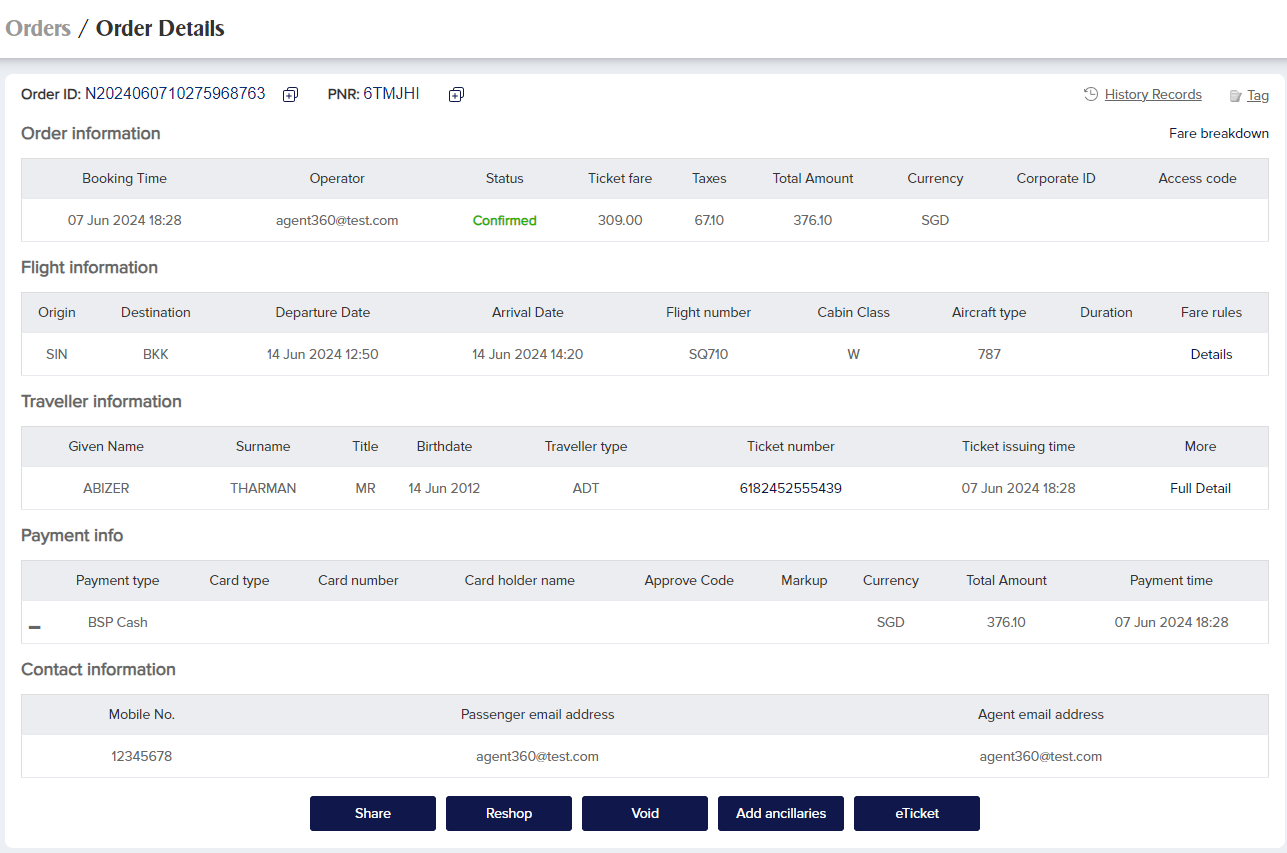 Orders / Order Details
Order ID: N2024060710275968763 PNR: 6TMJHI History Records Tag
Order information Fare breakdown
Booking Time Operator Status Ticket fare Taxes Total Amount Currency Corporate ID Access code
07 Jun 2024 18:28 agent360@test.com Confirmed 309.00 67.10 376.10 SGD
Flight information
Origin Destination Departure Date Arrival Date Flight number Cabin Class Aircraft type Duration Fare rules
SIN BKK 14 Jun 2024 12:50 14 Jun 2024 14:20 SQ710 W 787 Details
Traveller information
Given Name Surname Title Birthdate Traveller type Ticket number Ticket issuing time More
ABIZER THARMAN MR 14 Jun 2012 ADT 6182452555439 07 Jun 2024 18:28 Full Detail
Payment info
Payment type Card type Card number Card holder name Approve Code Markup Currency Total Amount Payment time
BSP Cash SGD 376.10 07 Jun 2024 18:28
Contact information
Mobile No. Passenger email address Agent email address
12345678 agent360@test.com agent360@test.com
Share Reshop Void Add ancillaries eTicket